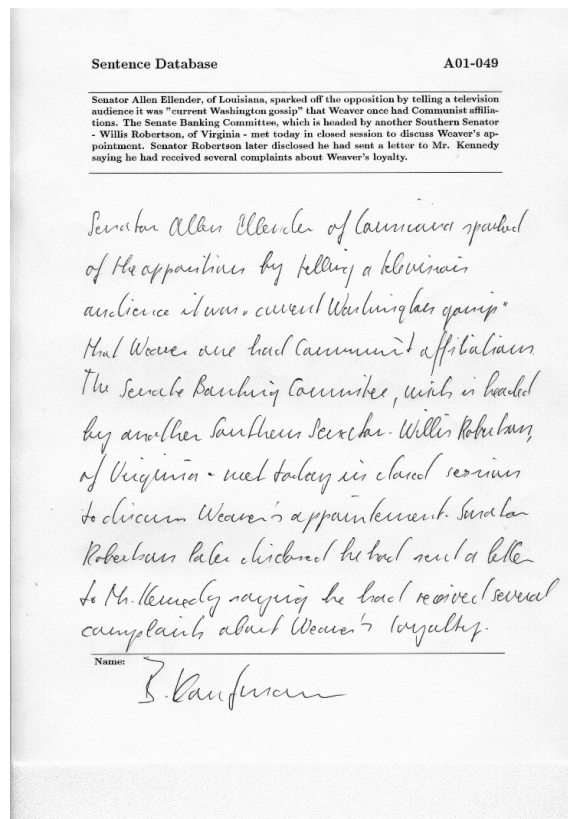 Sentence Database A01-049
Senator Allen Ellender, of Louisiana, sparked off the opposition by telling a television
audience it was "current Washington gossip" that Weaver once had Communist affilia-
tions. The Senate Banking Committee, which is headed by another Southern Senator
- Willis Robertson, of Virginia - met today in closed session to discuss Weaver's ap-
pointment. Senator Robertson later disclosed he had sent a letter to Mr. Kennedy
saying he had received several complaints about Weaver's loyalty.
Senator Allen Ellender of Louisiana sparked
of the opposition by telling a television
audience it was "current Washington gossip"
that Weaver one had Communist affiliations
The Senate Banking Committee, wich is headed
by another Southern Senator - Willis Robertson,
of Virginia - met today in closed session
to discuss Weaver's appointement. Senator
Robertson later disclosed he had sent a letter
to Mr. Kennedy saying he had received several
complaints about Weaver's loyalty.
Name:
B. Kaufmann